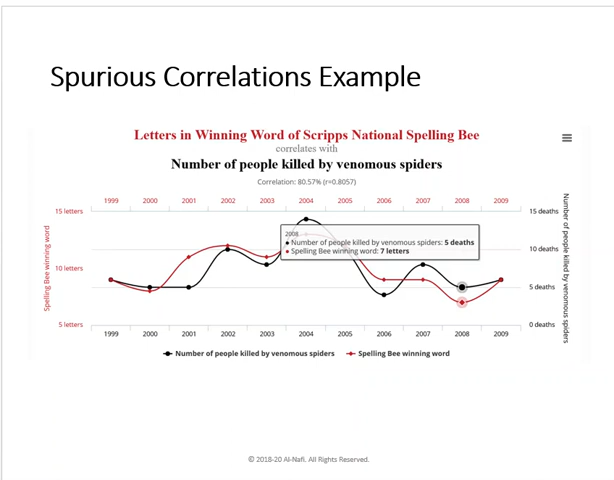 Spurious Correlations Example
Letters in Winning Word of Scripps National Spelling Bee
correlates with
Number of people killed by venomous spiders
Correlation: 80.57% (r=0.8057)
1999 2000 2001 2002 2003 2004 2005 2006 2007 2008 2009
15 letters
10 letters
5 letters
Spelling Bee winning word
15 deaths
10 deaths
5 deaths
0 deaths
Number of people killed by venomous spiders
2008
Number of people killed by venomous spiders: 5 deaths
Spelling Bee winning word: 7 letters
1999 2000 2001 2002 2003 2004 2005 2006 2007 2008 2009
Number of people killed by venomous spiders Spelling Bee winning word
© 2018-20 Al-Nafi. All Rights Reserved.